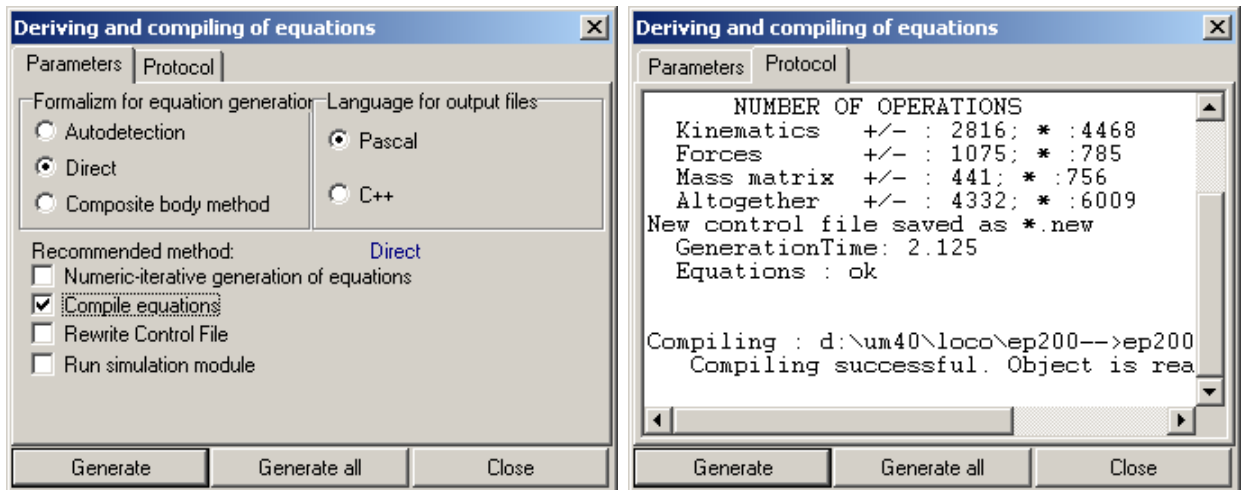 Deriving and compiling of equations
Parameters Protocol
Formalizm for equation generation
Language for output files
Autodetection
Direct
Composite body method
Pascal
C++
Recommended method: Direct
Numeric-iterative generation of equations
Compile equations
Rewrite Control File
Run simulation module
Generate Generate all Close
Deriving and compiling of equations
Parameters Protocol
NUMBER OF OPERATIONS
Kinematics +/- : 2816; * :4468
Forces +/- : 1075; * :785
Mass matrix +/- : 441; * :756
Altogether +/- : 4332; * :6009
New control file saved as *.new
GenerationTime: 2.125
Equations : ok
Compiling : d:\um40\loco\ep200-->ep200
Compiling successful. Object is rea
Generate Generate all Close